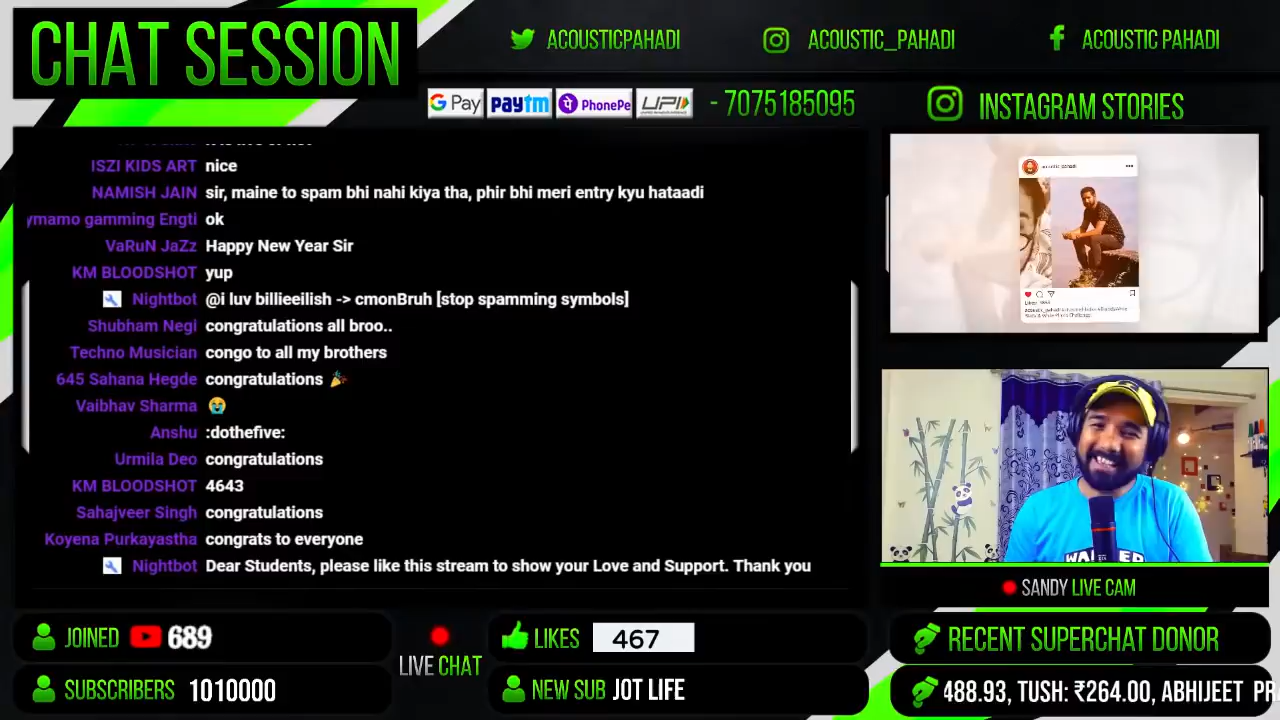 CHAT SESSION
ACOUSTICPAHADI
ACOUSTIC_PAHADI
ACOUSTIC PAHADI
G Pay Paytm PhonePe UPI - 7075185095
INSTAGRAM STORIES
ISZI KIDS ART nice
NAMISH JAIN sir, maine to spam bhi nahi kiya tha, phir bhi meri entry kyu hataadi
ymamo gamming Engti ok
VaRuN JaZz Happy New Year Sir
KM BLOODSHOT yup
Nightbot @i luv billieeilish -> cmonBruh [stop spamming symbols]
Shubham Negi congratulations all broo..
Techno Musician congo to all my brothers
645 Sahana Hegde congratulations 🎉
Vaibhav Sharma 😭
Anshu :dothefive:
Urmila Deo congratulations
KM BLOODSHOT 4643
Sahajveer Singh congratulations
Koyena Purkayastha congrats to everyone
Nightbot Dear Students, please like this stream to show your Love and Support. Thank you
acoustic_pahadi
SANDY LIVE CAM
JOINED 689
LIVE CHAT
LIKES 467
RECENT SUPERCHAT DONOR
SUBSCRIBERS 1010000
NEW SUB JOT LIFE
488.93, TUSH: ₹264.00, ABHIJEET PR